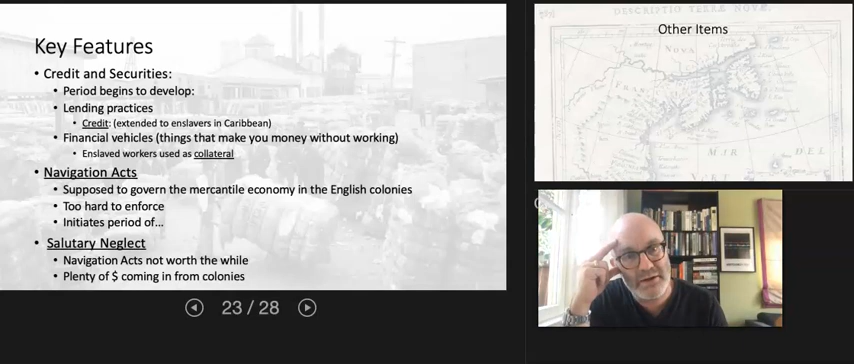 Key Features
• Credit and Securities:
• Period begins to develop:
• Lending practices
• Credit: (extended to enslavers in Caribbean)
• Financial vehicles (things that make you money without working)
• Enslaved workers used as collateral
• Navigation Acts
• Supposed to govern the mercantile economy in the English colonies
• Too hard to enforce
• Initiates period of...
• Salutary Neglect
• Navigation Acts not worth the while
• Plenty of $ coming in from colonies
23 / 28
DESCRIPTIO TERRÆ NOVÆ.
Other Items
NOVA
MAR DEL